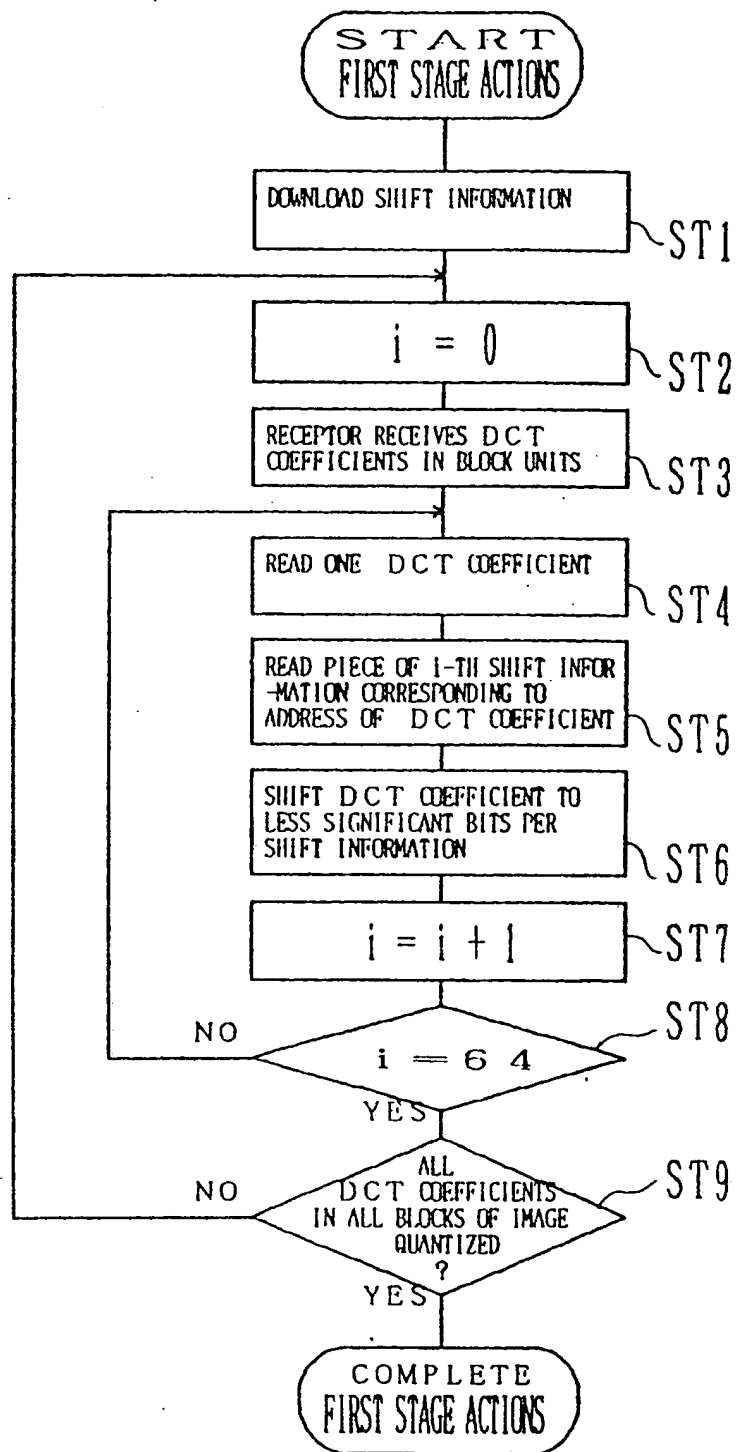 START
FIRST STAGE ACTIONS
DOWNLOAD SHIFT INFORMATION
ST1
i = 0
ST2
RECEPTOR RECEIVES DCT
COEFFICIENTS IN BLOCK UNITS
ST3
READ ONE DCT COEFFICIENT
ST4
READ PIECE OF i-TH SHIFT INFOR
-MATION CORRESPONDING TO
ADDRESS OF DCT COEFFICIENT
ST5
SHIFT DCT COEFFICIENT TO
LESS SIGNIFICANT BITS PER
SHIFT INFORMATION
ST6
i = i + 1
ST7
NO
i = 64
ST8
YES
NO
ALL
DCT COEFFICIENTS
IN ALL BLOCKS OF IMAGE
QUANTIZED
?
ST9
YES
COMPLETE
FIRST STAGE ACTIONS